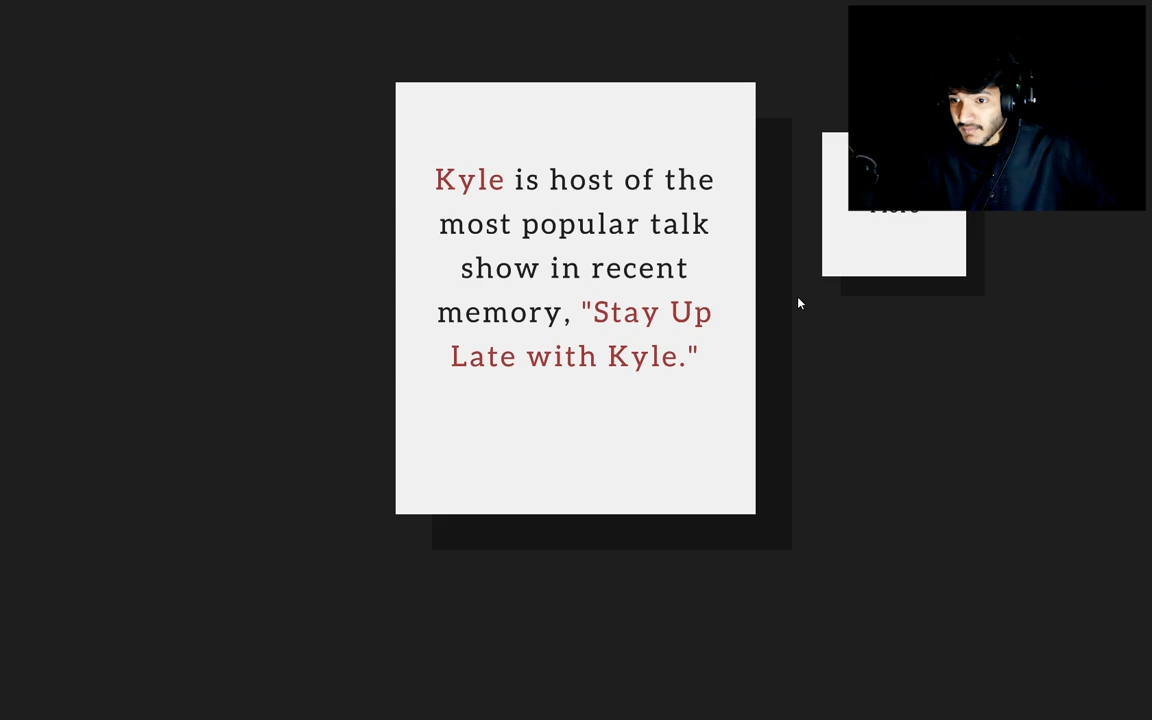 Kyle is host of the
most popular talk
show in recent
memory, "Stay Up
Late with Kyle."